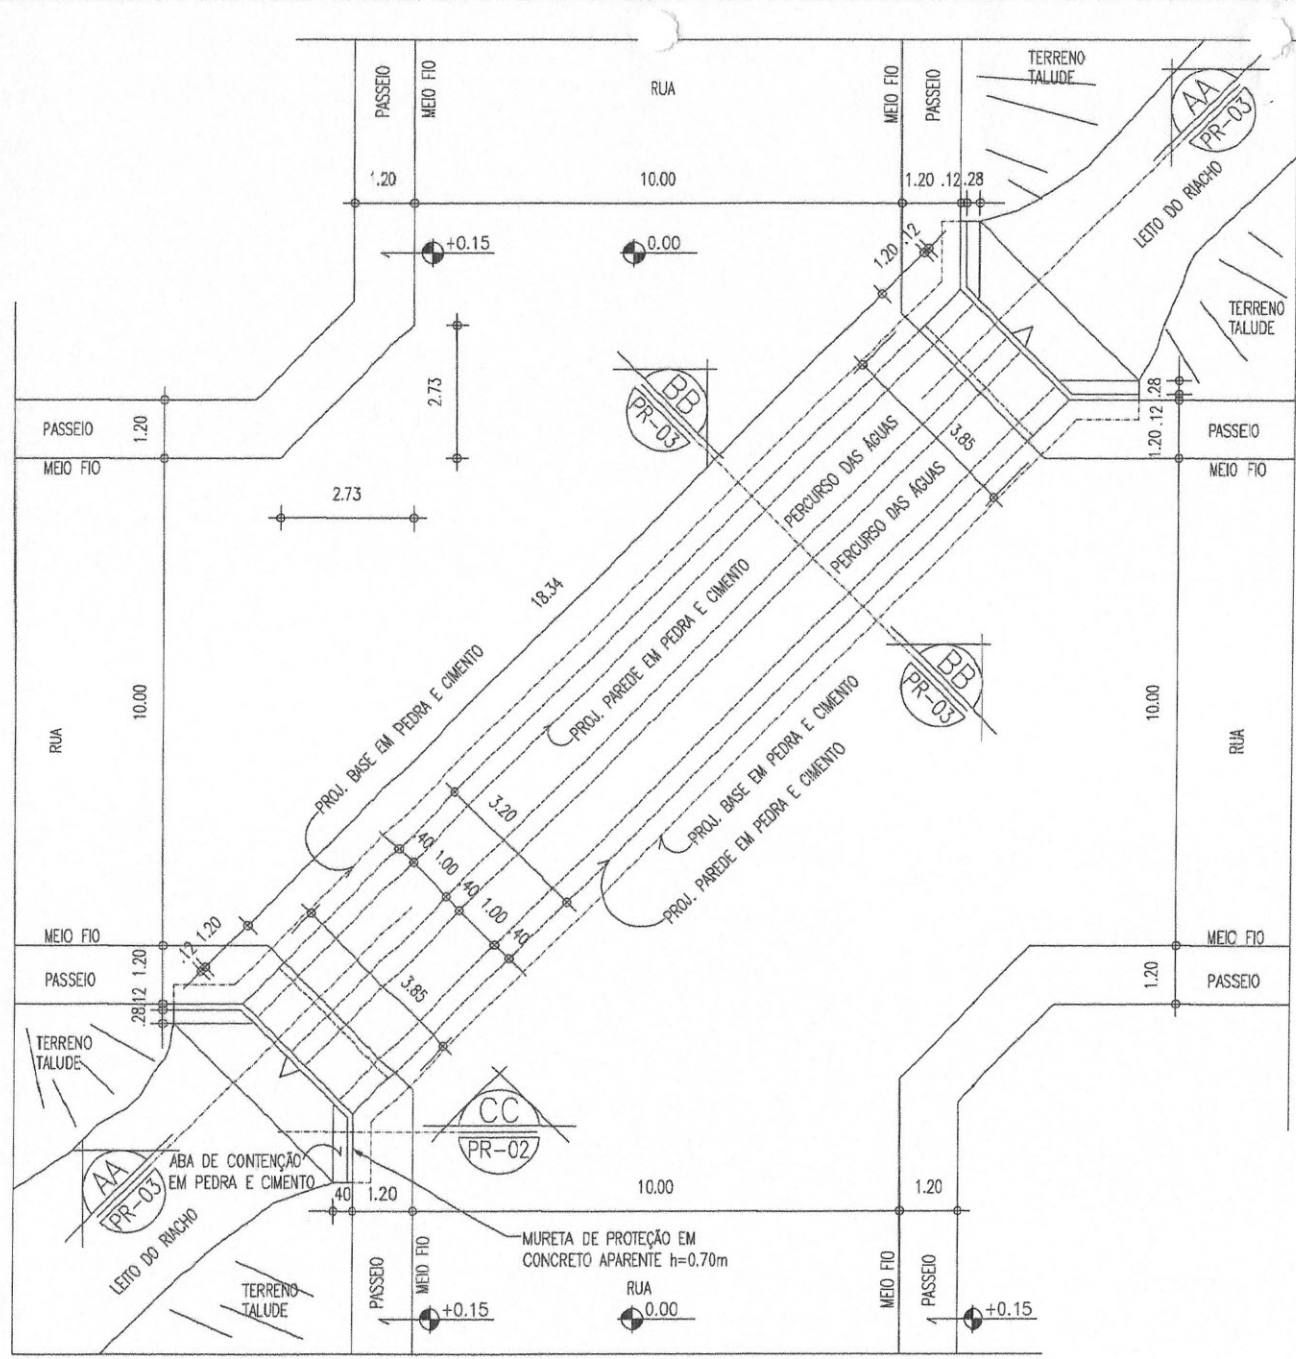 PASSEIO
MEIO FIO
RUA
MEIO FIO
PASSEIO
TERRENO
TALUDE
AA
PR-03
LEITO DO RIACHO
1.20
10.00
1.20 .12 .28
+0.15
0.00
1.20 .12
TERRENO
TALUDE
2.73
BB
PR-03
.28
.12
1.20
PASSEIO
1.20
MEIO FIO
PASSEIO
MEIO FIO
3.85
2.73
PERCURSO DAS ÁGUAS
PERCURSO DAS ÁGUAS
18.34
PROJ. BASE EM PEDRA E CIMENTO
PROJ. PAREDE EM PEDRA E CIMENTO
BB
PR-03
10.00
RUA
10.00
RUA
PROJ. BASE EM PEDRA E CIMENTO
PROJ. PAREDE EM PEDRA E CIMENTO
3.20
.40 1.00 .40 1.00 .40
MEIO FIO
PASSEIO
1.20
.28 .12
.12 1.20
3.85
MEIO FIO
PASSEIO
1.20
TERRENO
TALUDE
CC
PR-02
AA
PR-03
ABA DE CONTENÇÃO
EM PEDRA E CIMENTO
40 1.20
10.00
1.20
LEITO DO RIACHO
MURETA DE PROTEÇÃO EM
CONCRETO APARENTE h=0.70m
TERRENO
TALUDE
PASSEIO
MEIO FIO
+0.15
RUA
0.00
MEIO FIO
PASSEIO
+0.15